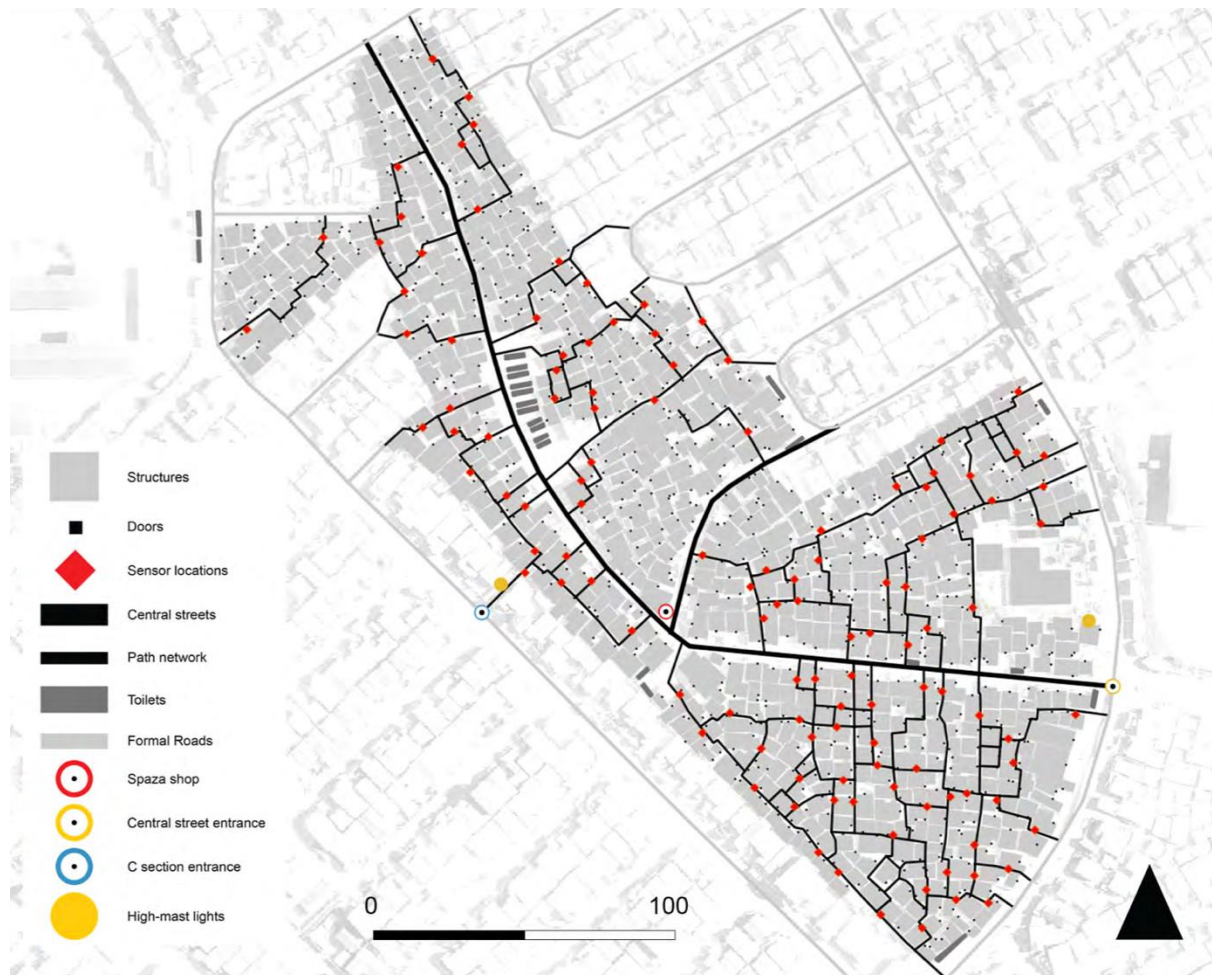 Structures
Doors
Sensor locations
Central streets
Path network
Toilets
Formal Roads
Spaza shop
Central street entrance
C section entrance
High-mast lights
0 100